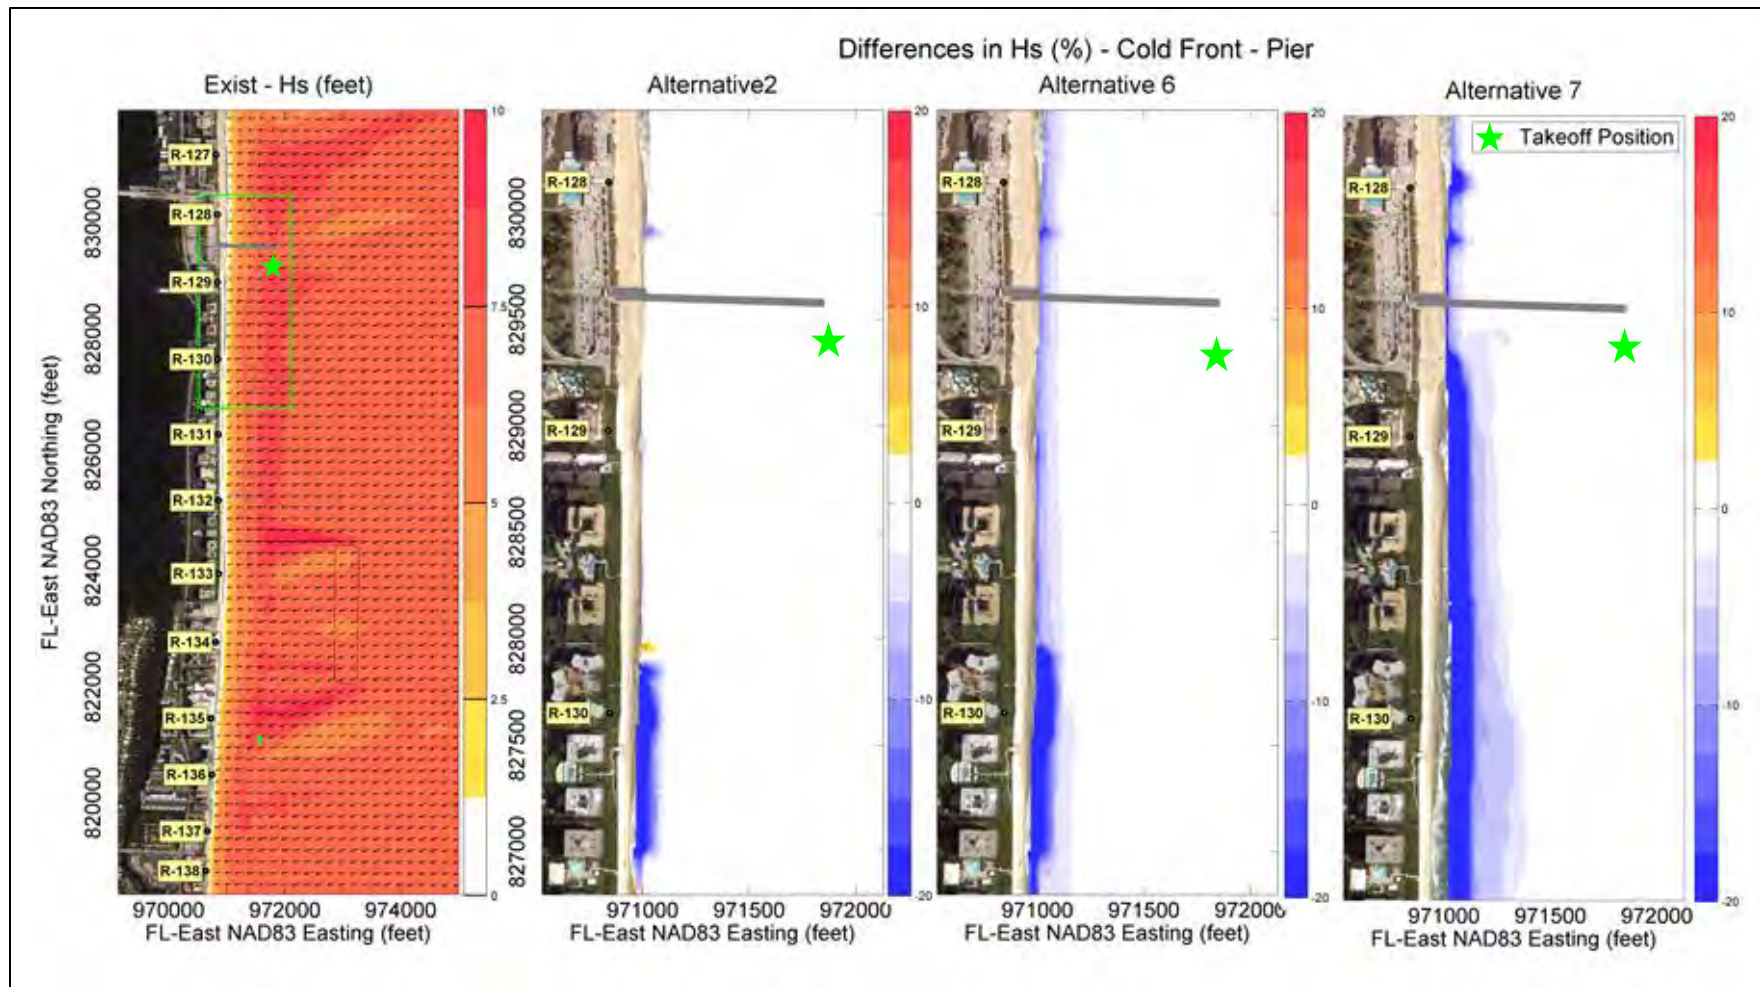 Differences in Hs (%) - Cold Front - Pier
Exist - Hs (feet)
Alternative2
Alternative 6
Alternative 7
Takeoff Position
FL-East NAD83 Northing (feet)
830000
828000
826000
824000
822000
820000
R-127
R-128
R-129
R-130
R-131
R-132
R-133
R-134
R-135
R-136
R-137
R-138
10
7.5
5
2.5
0
970000 972000 974000
FL-East NAD83 Easting (feet)
830000
829500
829000
828500
828000
827500
827000
R-128
R-129
R-130
20
10
0
-10
-20
971000 971500 972000
FL-East NAD83 Easting (feet)
R-128
R-129
R-130
20
10
0
-10
-20
971000 971500 972000
FL-East NAD83 Easting (feet)
R-128
R-129
R-130
20
10
0
-10
-20
971000 971500 972000
FL-East NAD83 Easting (feet)